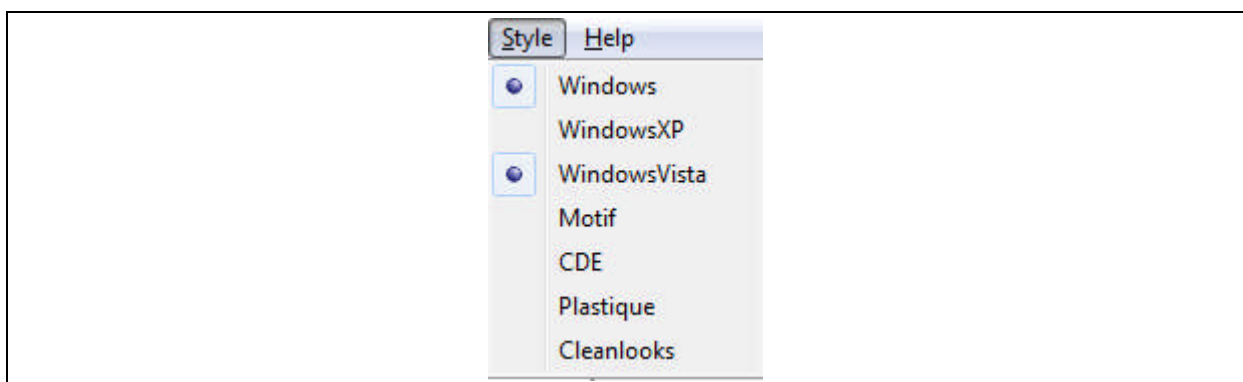 Style Help
Windows
WindowsXP
WindowsVista
Motif
CDE
Plastique
Cleanlooks